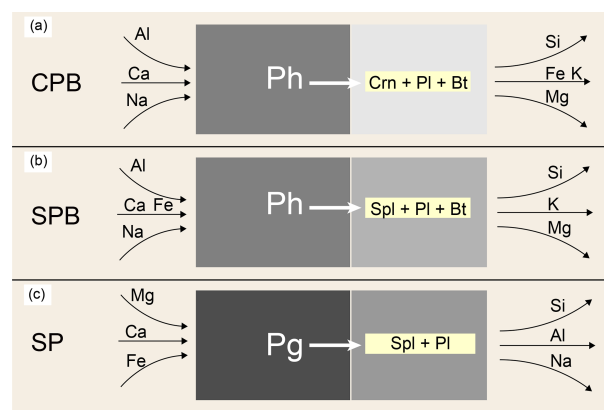 (a)
CPB
Al
Ca
Na
Ph
Crn + Pl + Bt
Si
Fe K
Mg
(b)
SPB
Al
Ca Fe
Na
Ph
Spl + Pl + Bt
Si
K
Mg
(c)
SP
Mg
Ca
Fe
Pg
Spl + Pl
Si
Al
Na